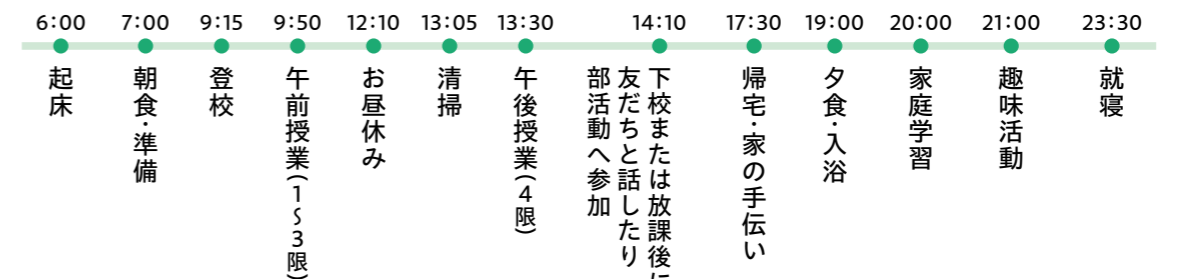 6:00
起床
7:00
朝食・準備
9:15
登校
9:50
午前授業(1~3限)
12:10
お昼休み
13:05
清掃
13:30
午後授業(4限)
14:10
下校または放課後に
友だちと話したり
部活動へ参加
17:30
帰宅・家の手伝い
19:00
夕食・入浴
20:00
家庭学習
21:00
趣味活動
23:30
就寝